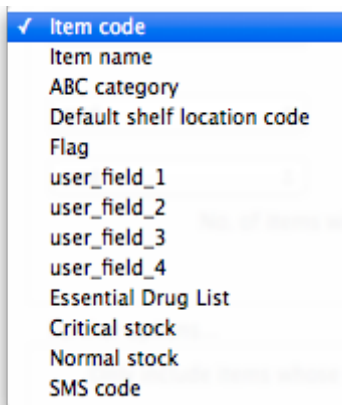 ✓ Item code
Item name
ABC category
Default shelf location code
Flag
user_field_1
user_field_2
user_field_3
user_field_4
Essential Drug List
Critical stock
Normal stock
SMS code